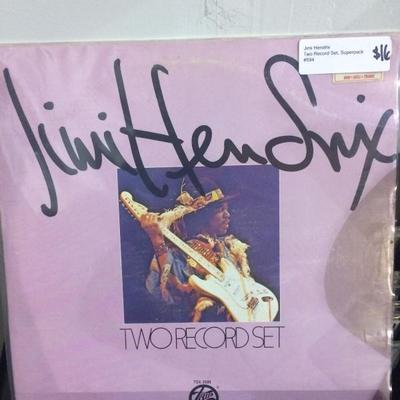 Jimi Hendrix
Two Record Set, Superpack
#594
$16
Jimi Hendrix
TWO RECORD SET